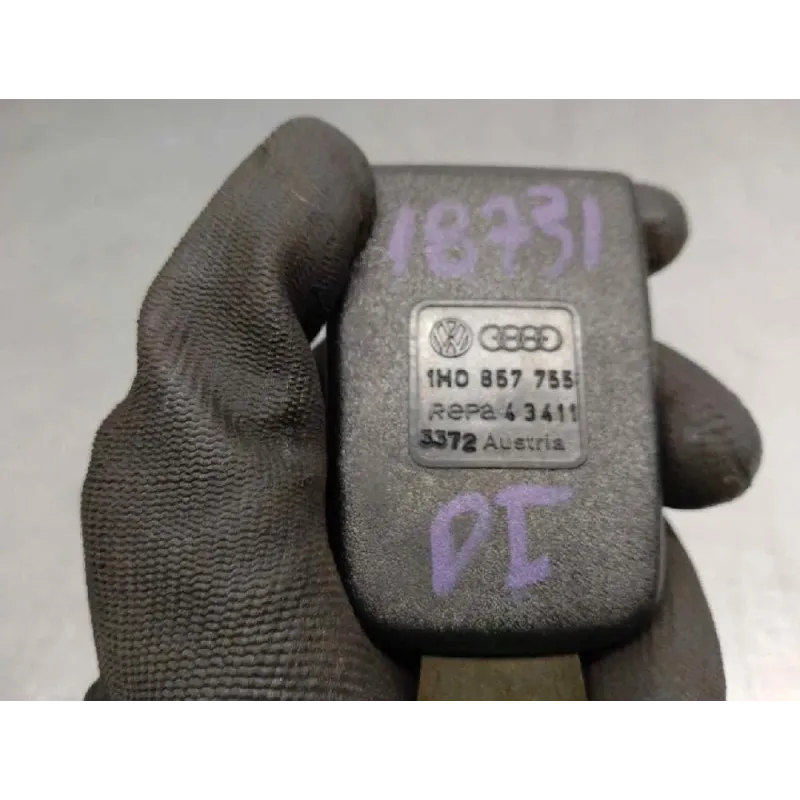 18731
1H0 857 755
RePa 4 3411
3372 Austria
DI